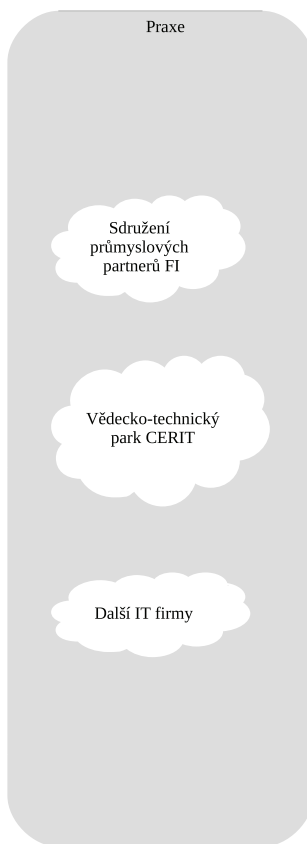 Praxe
Sdružení
průmyslových
partnerů FI
Vědecko-technický
park CERIT
Další IT firmy